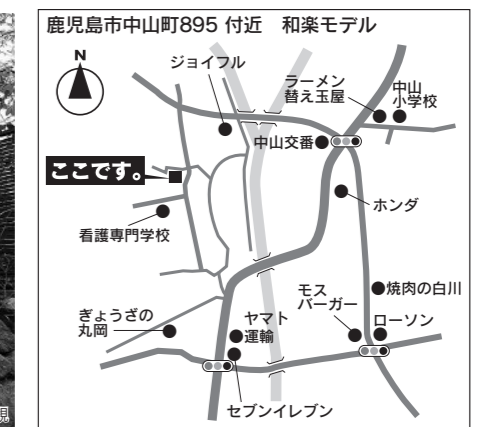 鹿児島市中山町895 付近　和楽モデル
N
ジョイフル
ラーメン
替え玉屋
中山
小学校
中山交番
ここです。
ホンダ
看護専門学校
焼肉の白川
モス
バーガー
ローソン
ぎょうざの
丸岡
ヤマト
運輸
セブンイレブン